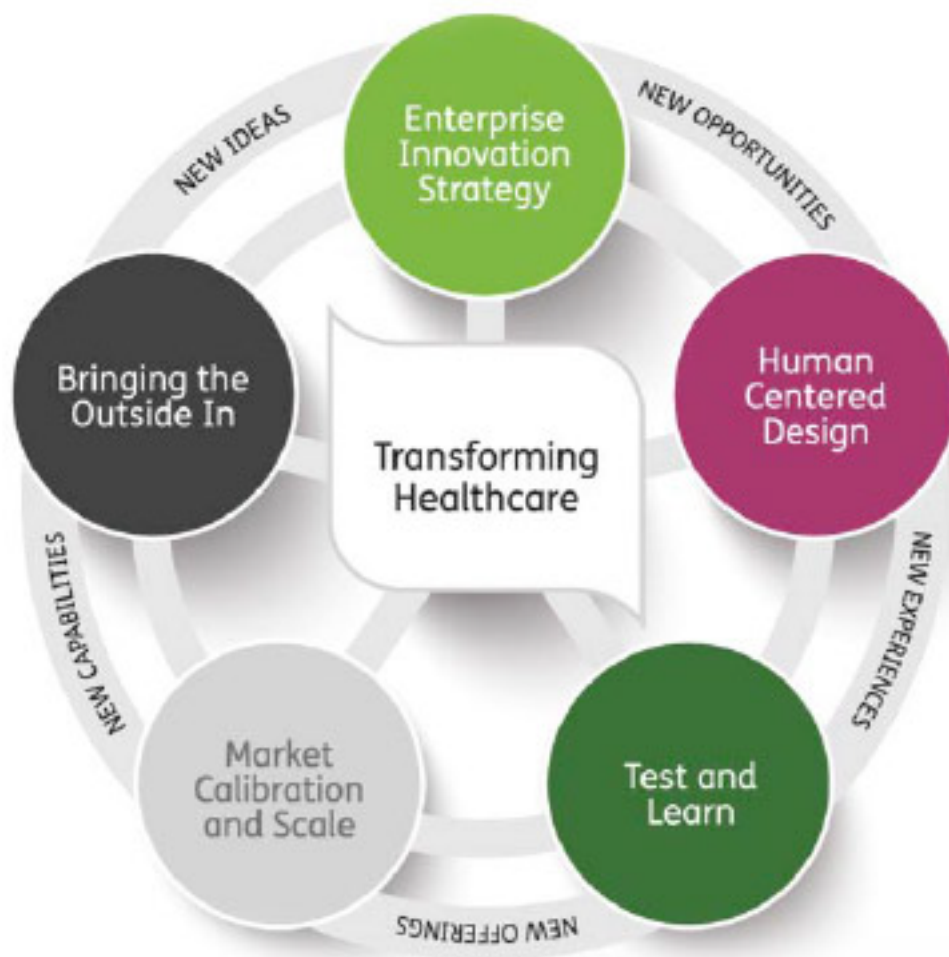 Enterprise
Innovation
Strategy
NEW OPPORTUNITIES
Human
Centered
Design
NEW EXPERIENCES
Test and
Learn
NEW OFFERINGS
Market
Calibration
and Scale
NEW CAPABILITIES
Bringing the
Outside In
NEW IDEAS
Transforming
Healthcare